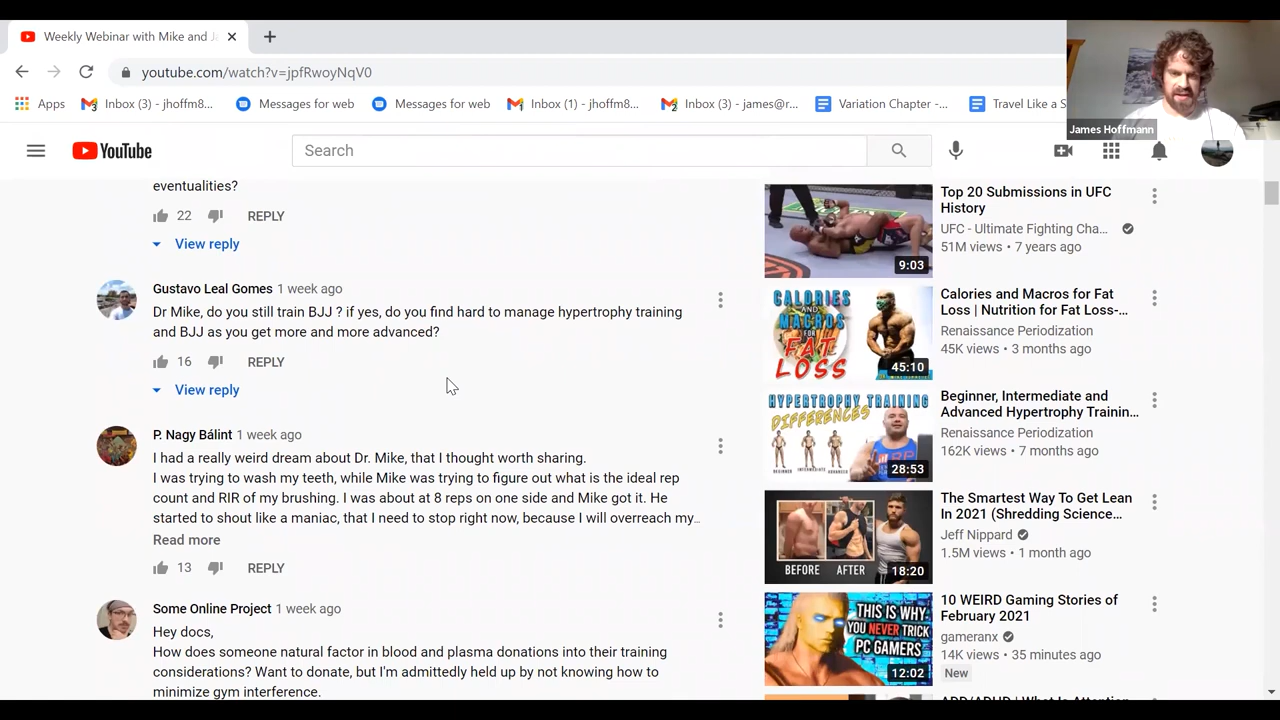 Weekly Webinar with Mike and J
youtube.com/watch?v=jpfRwoyNqV0
Apps
Inbox (3) - jhoffm8...
Messages for web
Messages for web
Inbox (1) - jhoffm8...
Inbox (3) - james@r...
Variation Chapter -...
Travel Like a S
James Hoffmann
YouTube
Search
eventualities?
22
REPLY
View reply
Gustavo Leal Gomes 1 week ago
Dr Mike, do you still train BJJ ? if yes, do you find hard to manage hypertrophy training
and BJJ as you get more and more advanced?
16
REPLY
View reply
P. Nagy Bálint 1 week ago
I had a really weird dream about Dr. Mike, that I thought worth sharing.
I was trying to wash my teeth, while Mike was trying to figure out what is the ideal rep
count and RIR of my brushing. I was about at 8 reps on one side and Mike got it. He
started to shout like a maniac, that I need to stop right now, because I will overreach my...
Read more
13
REPLY
Some Online Project 1 week ago
Hey docs,
How does someone natural factor in blood and plasma donations into their training
considerations? Want to donate, but I'm admittedly held up by not knowing how to
minimize gym interference.
9:03
Top 20 Submissions in UFC
History
UFC - Ultimate Fighting Cha...
51M views • 7 years ago
CALORIES
AND
MACROS
FOR
FAT
LOSS
45:10
Calories and Macros for Fat
Loss | Nutrition for Fat Loss-...
Renaissance Periodization
45K views • 3 months ago
HYPERTROPHY TRAINING
DIFFERENCES
BEGINNER
INTERMEDIATE
ADVANCED
28:53
Beginner, Intermediate and
Advanced Hypertrophy Trainin...
Renaissance Periodization
162K views • 7 months ago
BEFORE
AFTER
18:20
The Smartest Way To Get Lean
In 2021 (Shredding Science...
Jeff Nippard
1.5M views • 1 month ago
THIS IS WHY
YOU NEVER TRICK
PC GAMERS
12:02
10 WEIRD Gaming Stories of
February 2021
gameranx
14K views • 35 minutes ago
New